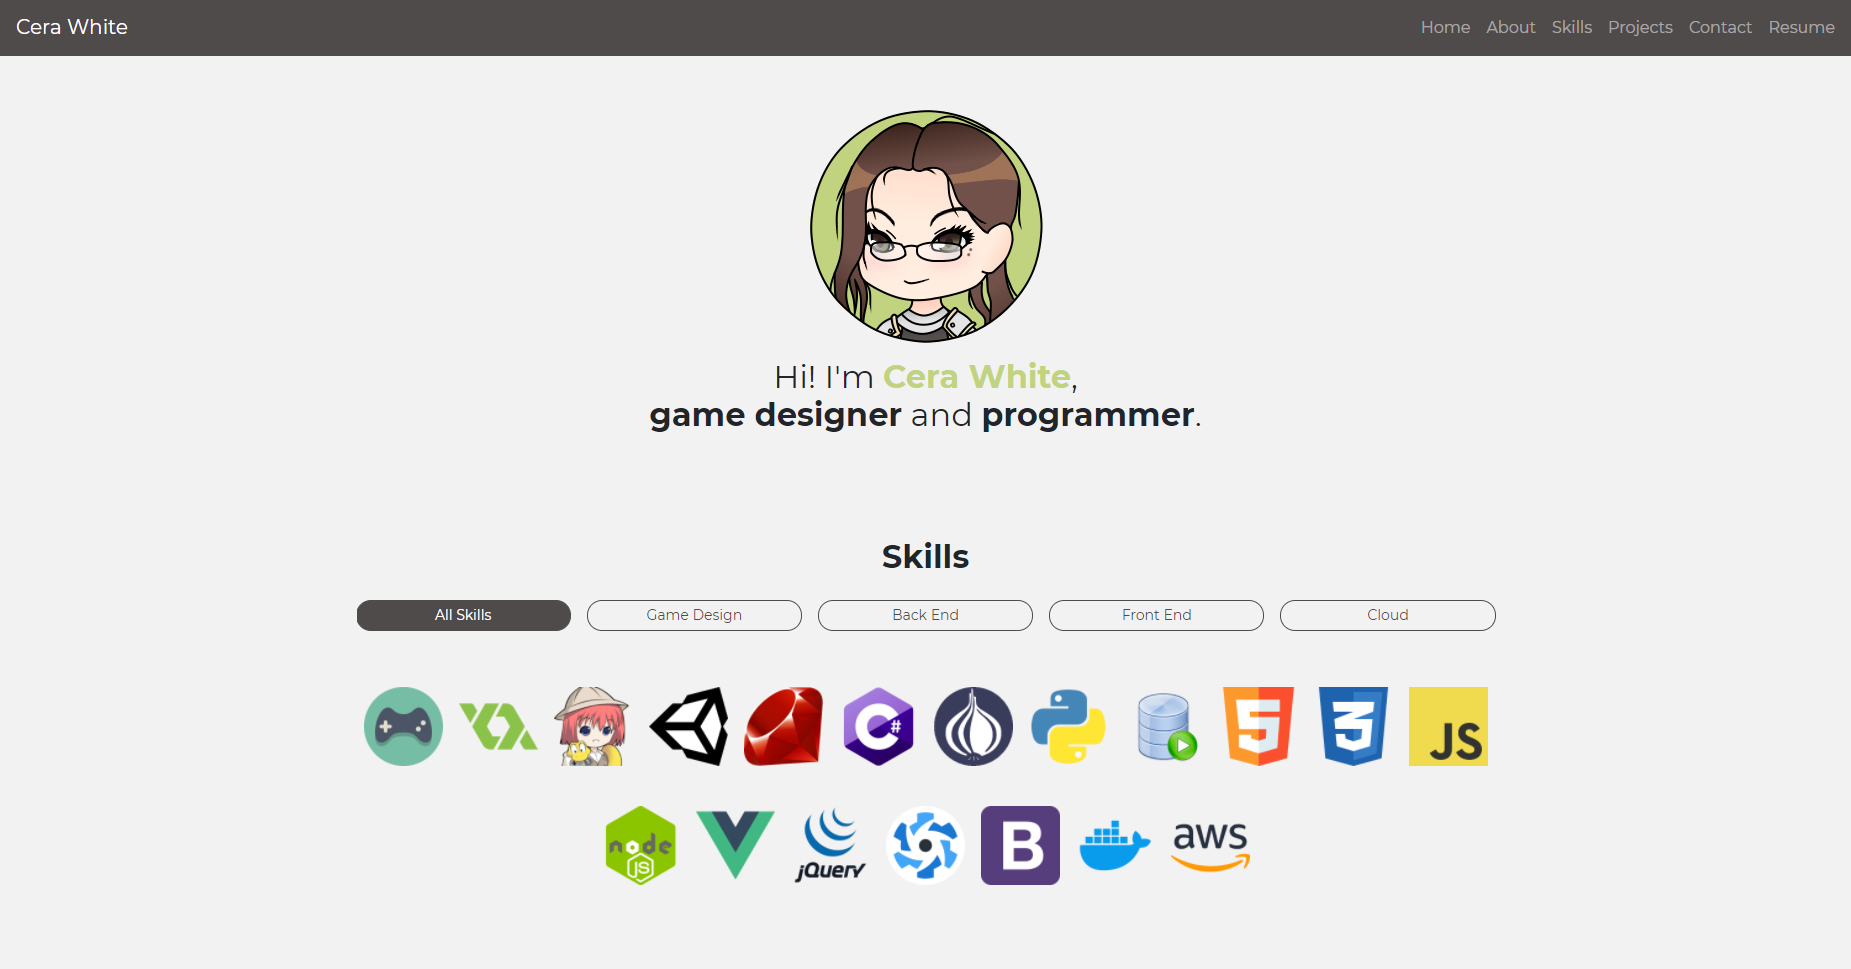 Cera White
Home About Skills Projects Contact Resume
Hi! I'm Cera White,
game designer and programmer.
Skills
All Skills Game Design Back End Front End Cloud
C# 5 3 JS
node JS jQuery B aws